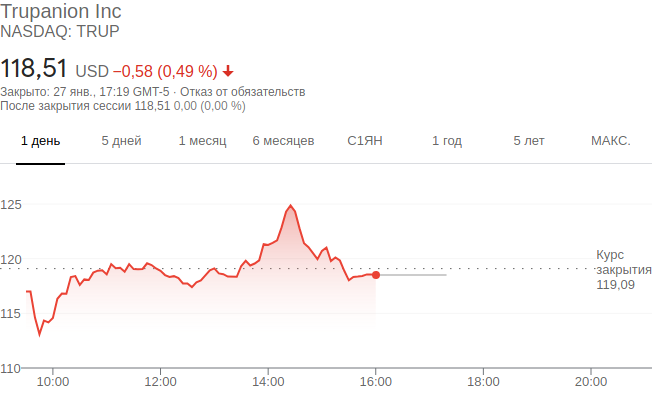 Trupanion Inc
NASDAQ: TRUP
118,51 USD −0,58 (0,49 %)
Закрыто: 27 янв., 17:19 GMT-5 · Отказ от обязательств
После закрытия сессии 118,51 0,00 (0,00 %)
1 день 5 дней 1 месяц 6 месяцев С1ЯН 1 год 5 лет МАКС.
125
120
115
110
Курс
закрытия
119,09
10:00 12:00 14:00 16:00 18:00 20:00